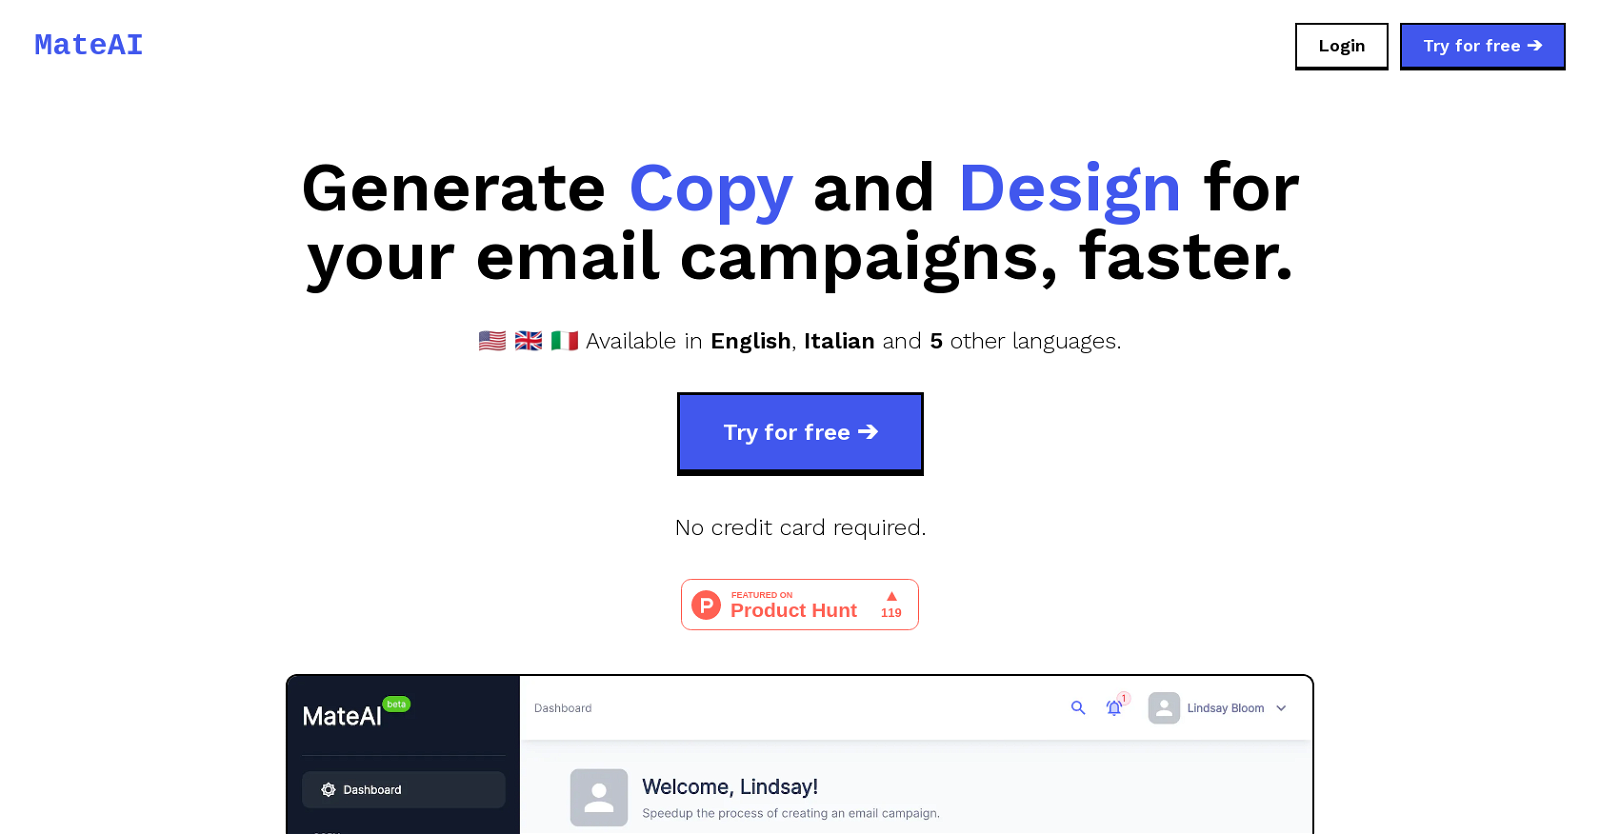 MateAI
Login
Try for free ➔
Generate Copy and Design for
your email campaigns, faster.
🇺🇸 🇬🇧 🇮🇹 Available in English, Italian and 5 other languages.
Try for free ➔
No credit card required.
P
FEATURED ON
Product Hunt
▲
119
MateAI
beta
Dashboard
1
Lindsay Bloom
Dashboard
Welcome, Lindsay!
Speedup the process of creating an email campaign.